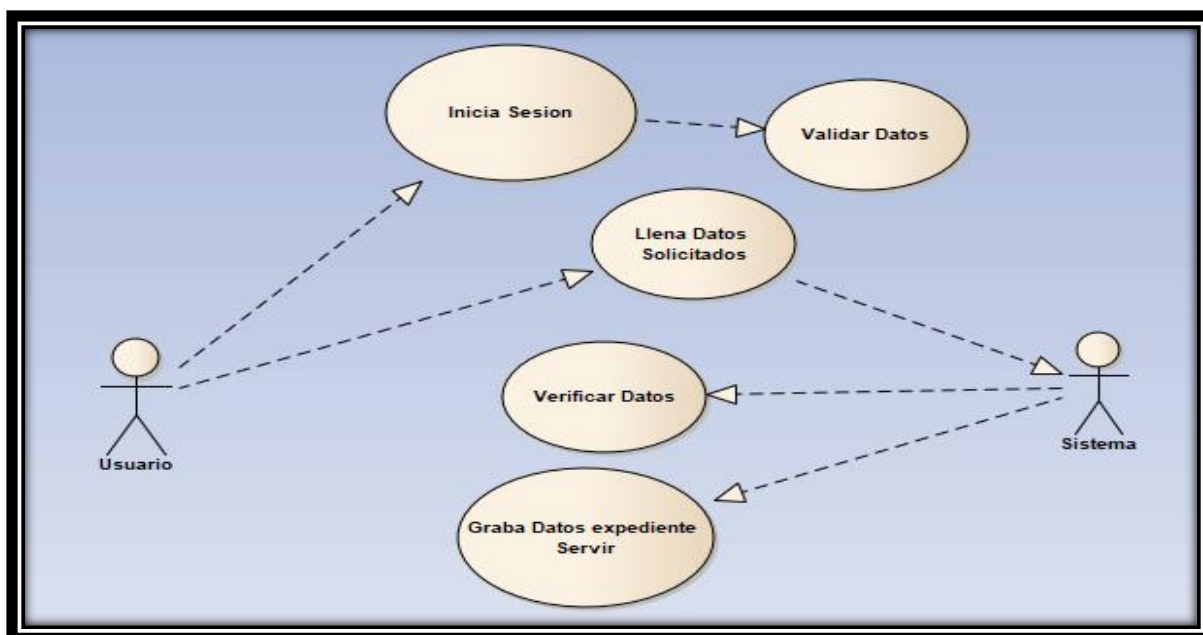 Inicia Sesion
Validar Datos
Llena Datos
Solicitados
Verificar Datos
Usuario
Sistema
Graba Datos expediente
Servir